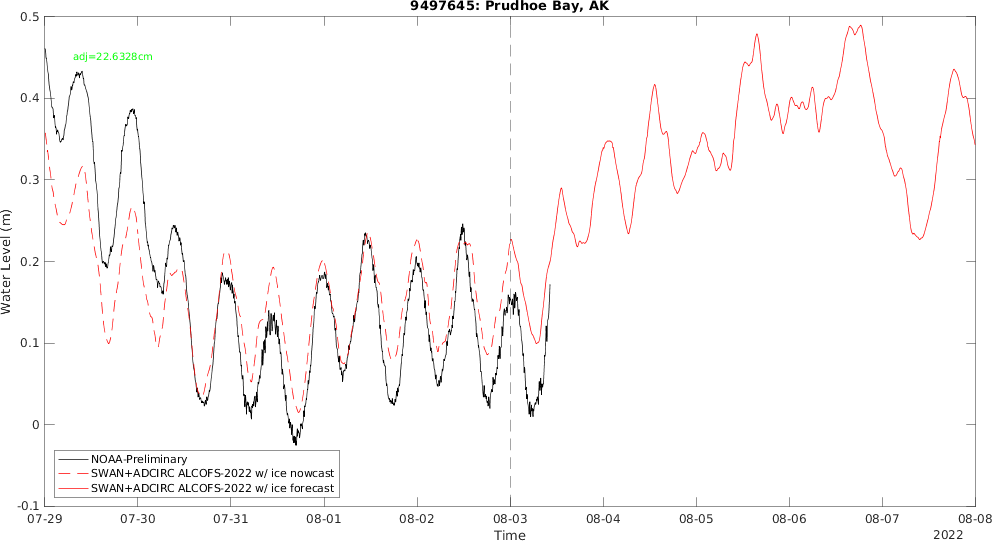 9497645: Prudhoe Bay, AK
adj=22.6328cm
0.5
0.4
0.3
0.2
0.1
0
-0.1
Water Level (m)
NOAA-Preliminary
SWAN+ADCIRC ALCOFS-2022 w/ ice nowcast
SWAN+ADCIRC ALCOFS-2022 w/ ice forecast
07-29 07-30 07-31 08-01 08-02 08-03 08-04 08-05 08-06 08-07 08-08
Time
2022